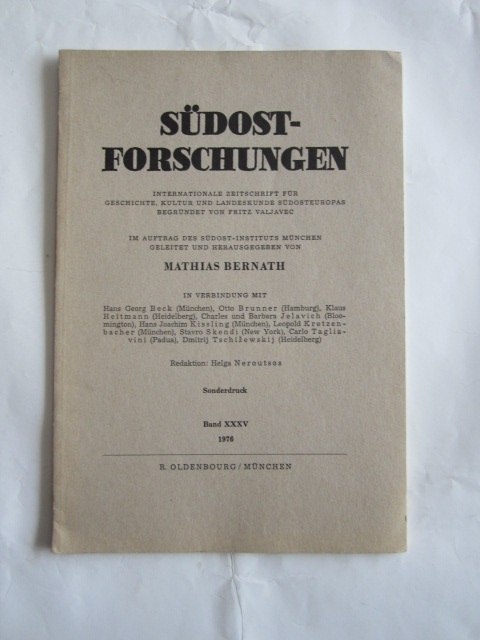 SÜDOST-
FORSCHUNGEN
INTERNATIONALE ZEITSCHRIFT FÜR
GESCHICHTE, KULTUR UND LANDESKUNDE SÜDOSTEUROPAS
BEGRÜNDET VON FRITZ VALJAVEC
IM AUFTRAG DES SÜDOST-INSTITUTS MÜNCHEN
GELEITET UND HERAUSGEGEBEN VON
MATHIAS BERNATH
IN VERBINDUNG MIT
Hans Georg Beck (München), Otto Brunner (Hamburg), Klaus
Heitmann (Heidelberg), Charles und Barbara Jelavich (Bloo-
mington), Hans Joachim Kissling (München), Leopold Kretzen-
bacher (München), Stavro Skendi (New York), Carlo Taglia-
vini (Padua), Dmitrij Tschižewskij (Heidelberg)
Redaktion: Helga Neroutsos
Sonderdruck
Band XXXV
1976
R. OLDENBOURG / MÜNCHEN